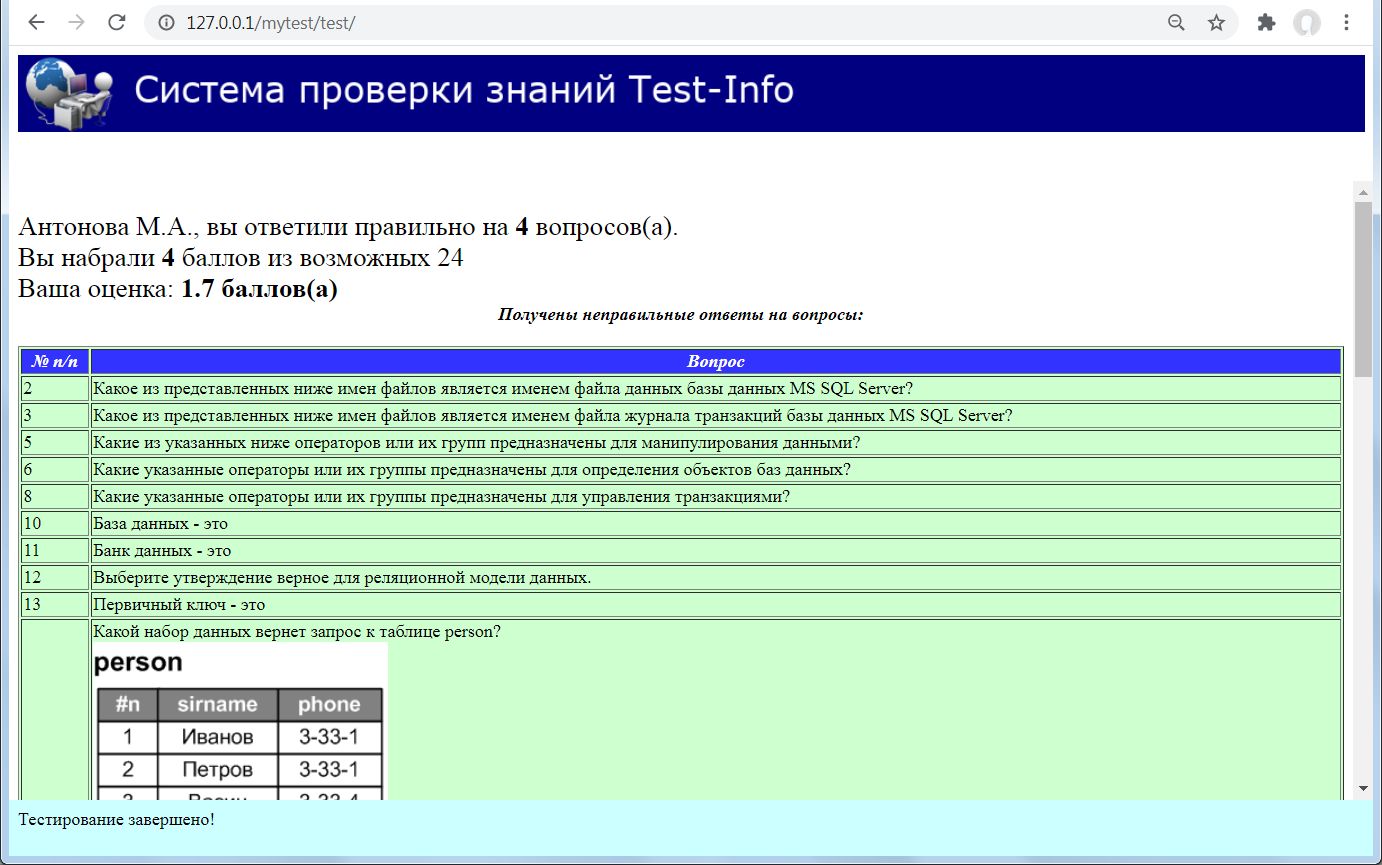 127.0.0.1/mytest/test/
Система проверки знаний Test-Info
Антонова М.А., вы ответили правильно на 4 вопросов(а).
Вы набрали 4 баллов из возможных 24
Ваша оценка: 1.7 баллов(а)
Получены неправильные ответы на вопросы:
№ п/п Вопрос
2 Какое из представленных ниже имен файлов является именем файла данных базы данных MS SQL Server?
3 Какое из представленных ниже имен файлов является именем файла журнала транзакций базы данных MS SQL Server?
5 Какие из указанных ниже операторов или их групп предназначены для манипулирования данными?
6 Какие указанные операторы или их группы предназначены для определения объектов баз данных?
8 Какие указанные операторы или их группы предназначены для управления транзакциями?
10 База данных - это
11 Банк данных - это
12 Выберите утверждение верное для реляционной модели данных.
13 Первичный ключ - это
Какой набор данных вернет запрос к таблице person?
person
#n sirname phone
1 Иванов 3-33-1
2 Петров 3-33-1
Тестирование завершено!